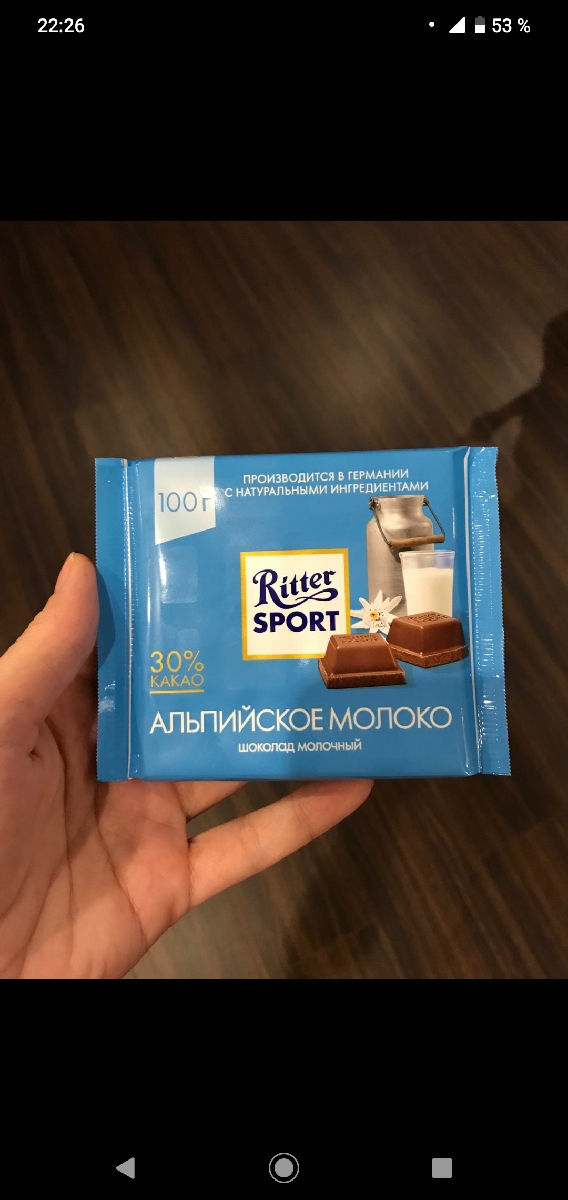 22:26
53 %
100 г
ПРОИЗВОДИТСЯ В ГЕРМАНИИ
С НАТУРАЛЬНЫМИ ИНГРЕДИЕНТАМИ
Ritter
SPORT
30%
КАКАО
АЛЬПИЙСКОЕ МОЛОКО
ШОКОЛАД МОЛОЧНЫЙ